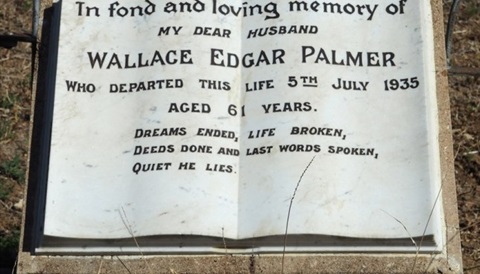 In fond and loving memory of
MY DEAR HUSBAND
WALLACE EDGAR PALMER
WHO DEPARTED THIS LIFE 5TH JULY 1935
AGED 61 YEARS.
DREAMS ENDED, LIFE BROKEN,
DEEDS DONE AND LAST WORDS SPOKEN,
QUIET HE LIES.